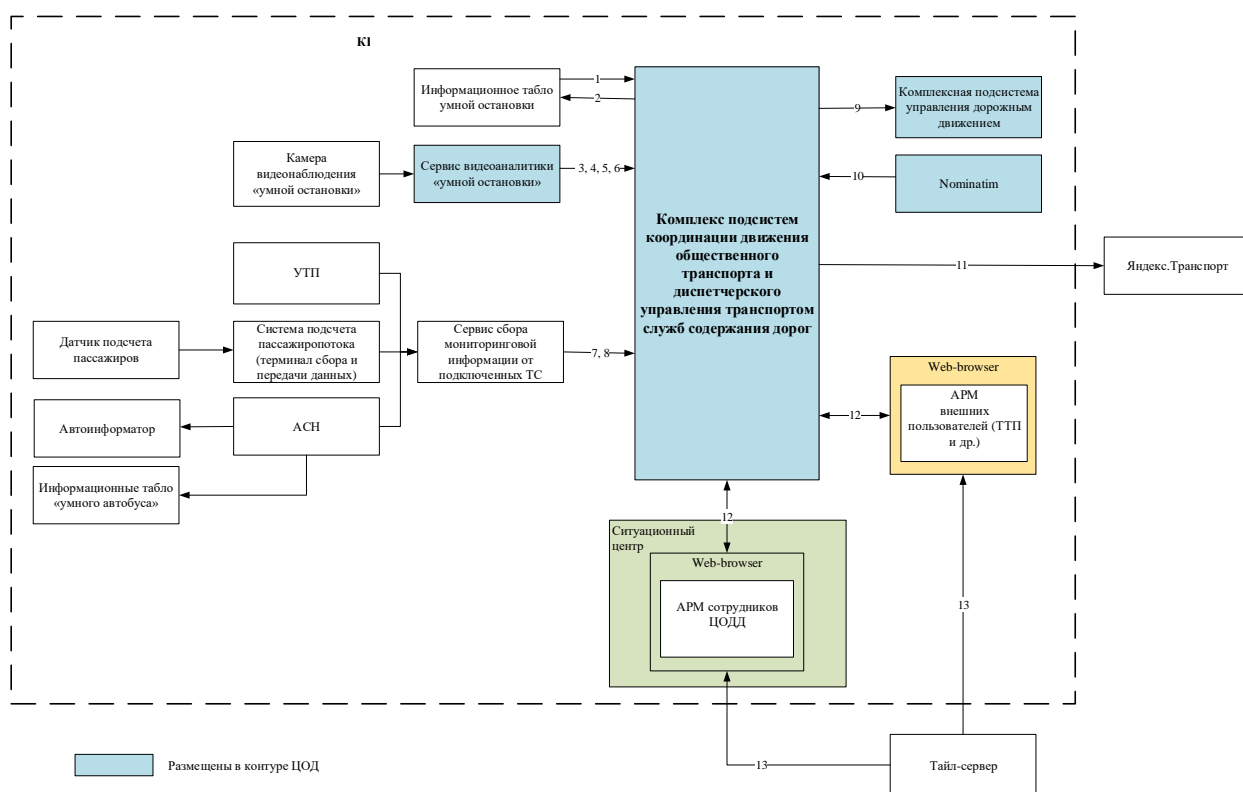 КI
Информационное табло
умной остановки
1
2
Камера
видеонаблюдения
«умной остановки»
Сервис видеоаналитики
«умной остановки»
3, 4, 5, 6
Комплекс подсистем
координации движения
общественного
транспорта и
диспетчерского
управления транспортом
служб содержания дорог
9
Комплексная подсистема
управления дорожным
движением
10
Nominatim
11
Яндекс.Транспорт
УТП
Датчик подсчета
пассажиров
Система подсчета
пассажиропотока
(терминал сбора и
передачи данных)
Сервис сбора
мониторинговой
информации от
подключенных ТС
7, 8
Автоинформатор
АСН
Информационные табло
«умного автобуса»
12
Web-browser
АРМ
внешних
пользователей (ТТП
и др.)
12
Ситуационный
центр
Web-browser
АРМ сотрудников
ЦОДД
13
13
Тайл-сервер
Размещены в контуре ЦОД